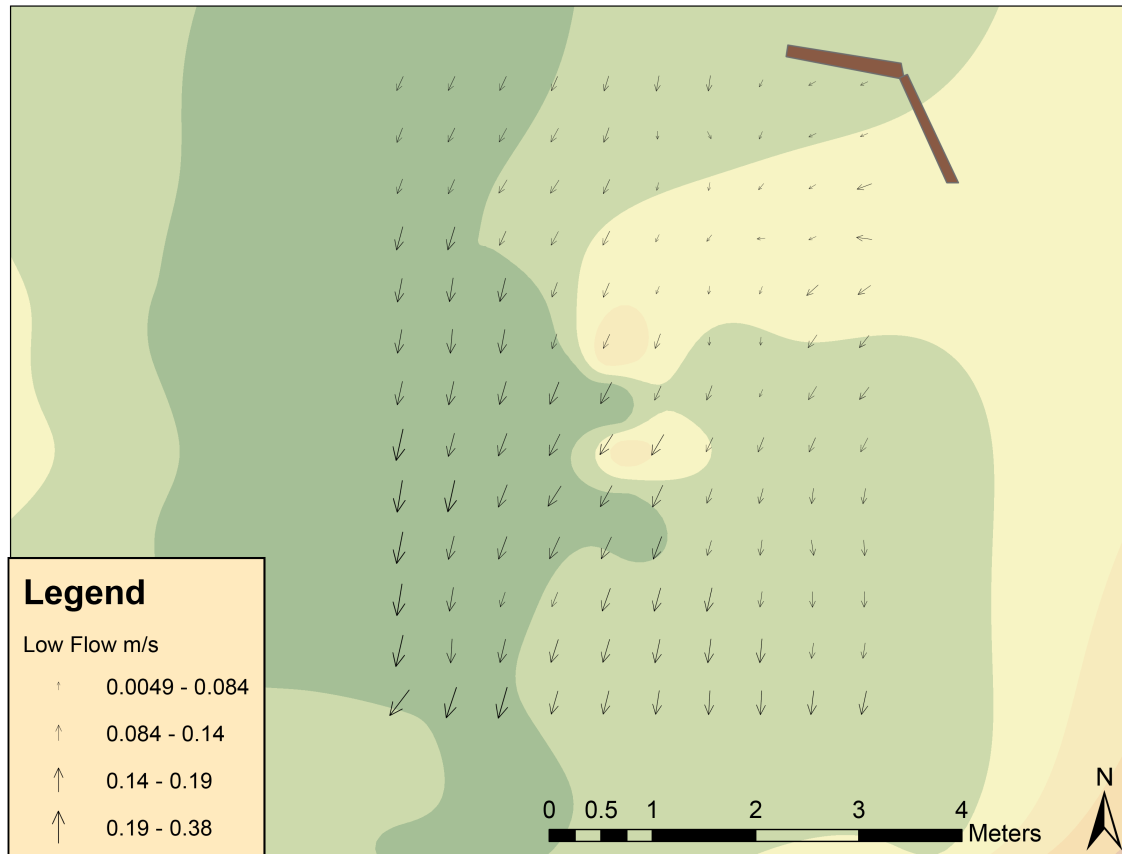 Legend
Low Flow m/s
0.0049 - 0.084
0.084 - 0.14
0.14 - 0.19
0.19 - 0.38
0 0.5 1 2 3 4
Meters
N